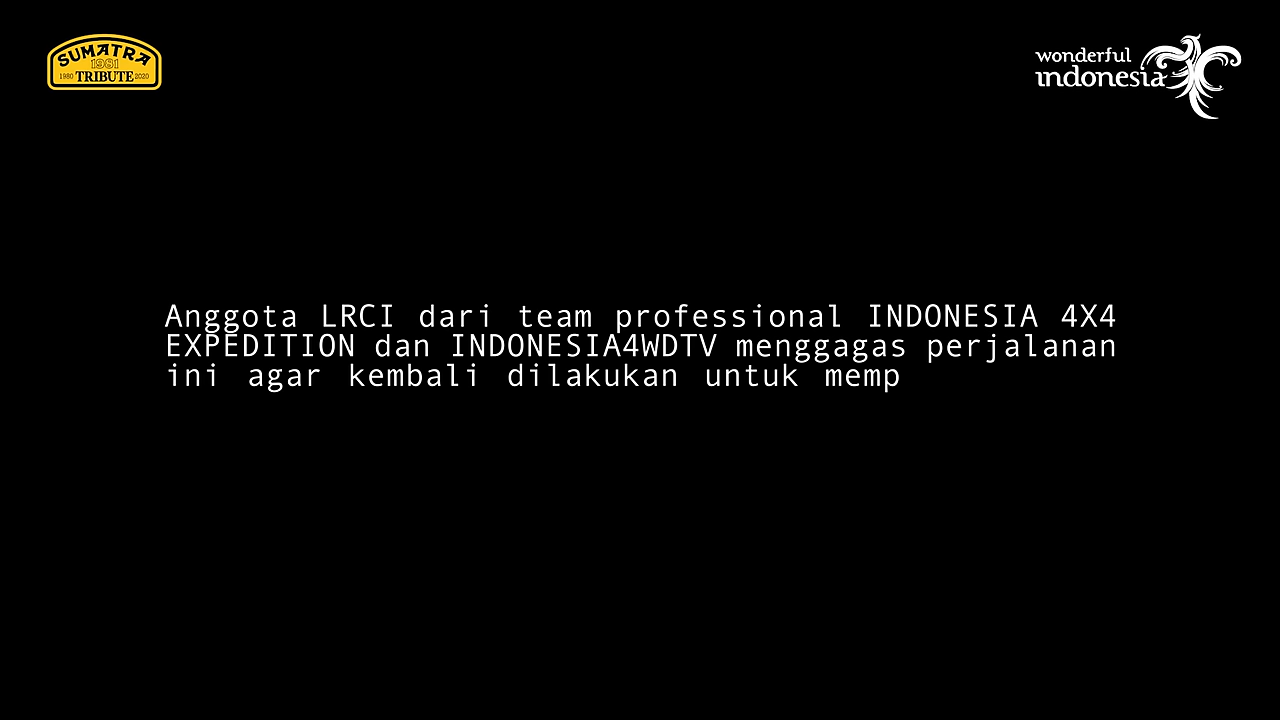 SUMATRA
1981
1980 TRIBUTE 2020
wonderful
indonesia
Anggota LRCI dari team professional INDONESIA 4X4
EXPEDITION dan INDONESIA4WDTV menggagas perjalanan
ini agar kembali dilakukan untuk memp